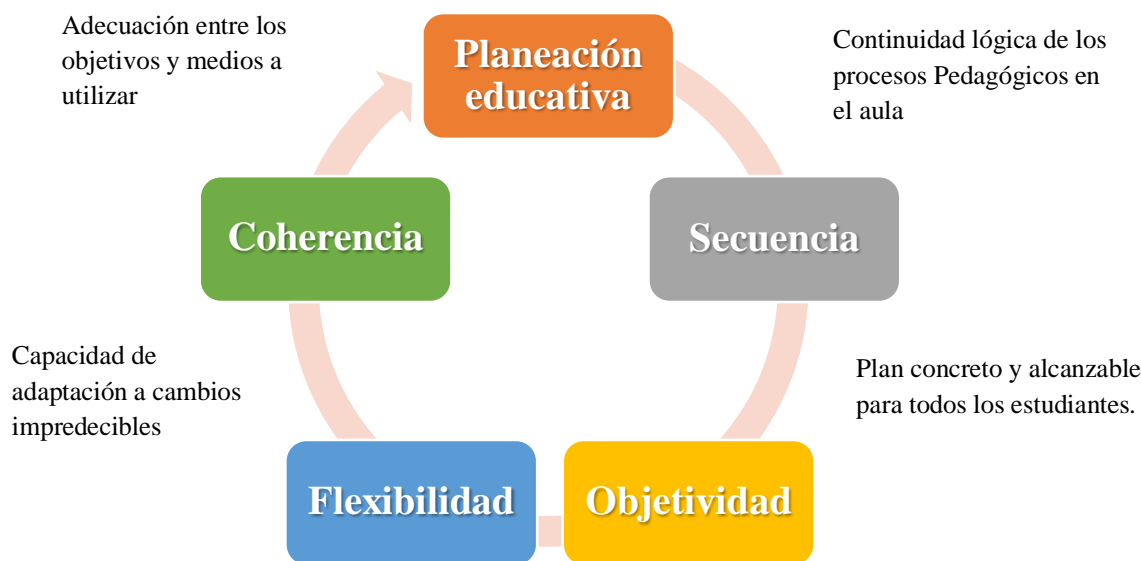 Adecuación entre los
objetivos y medios a
utilizar
Planeación
educativa
Continuidad lógica de los
procesos Pedagógicos en
el aula
Coherencia
Secuencia
Capacidad de
adaptación a cambios
impredecibles
Plan concreto y alcanzable
para todos los estudiantes.
Flexibilidad
Objetividad